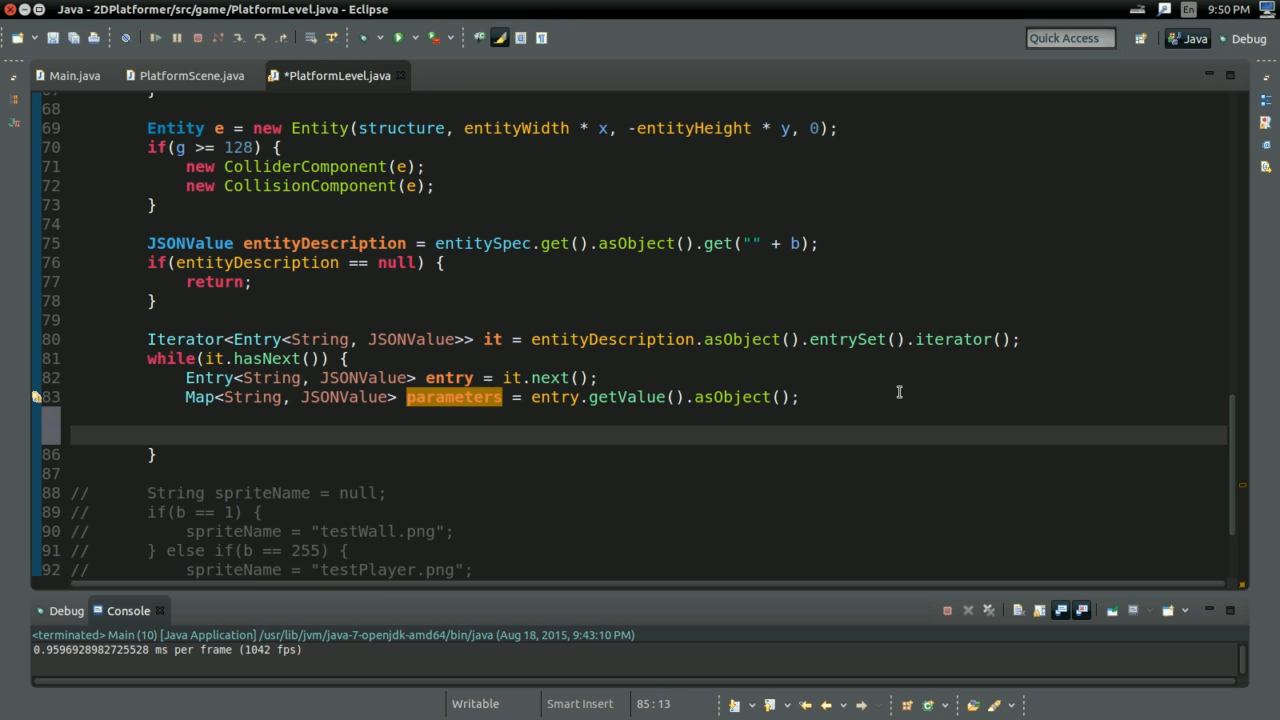 Java - 2DPlatformer/src/game/PlatformLevel.java - Eclipse
En
9:50 PM
Quick Access
Java
Debug
Main.java
PlatformScene.java
*PlatformLevel.java
67 }
68
69 Entity e = new Entity(structure, entityWidth * x, -entityHeight * y, 0);
70 if(g >= 128) {
71 new ColliderComponent(e);
72 new CollisionComponent(e);
73 }
74
75 JSONValue entityDescription = entitySpec.get().asObject().get("" + b);
76 if(entityDescription == null) {
77 return;
78 }
79
80 Iterator<Entry<String, JSONValue>> it = entityDescription.asObject().entrySet().iterator();
81 while(it.hasNext()) {
82 Entry<String, JSONValue> entry = it.next();
83 Map<String, JSONValue> parameters = entry.getValue().asObject();
86 }
87
88 // String spriteName = null;
89 // if(b == 1) {
90 // spriteName = "testWall.png";
91 // } else if(b == 255) {
92 // spriteName = "testPlayer.png";
Debug
Console
<terminated> Main (10) [Java Application] /usr/lib/jvm/java-7-openjdk-amd64/bin/java (Aug 18, 2015, 9:43:10 PM)
0.9596928982725528 ms per frame (1042 fps)
Writable
Smart Insert
85 : 13